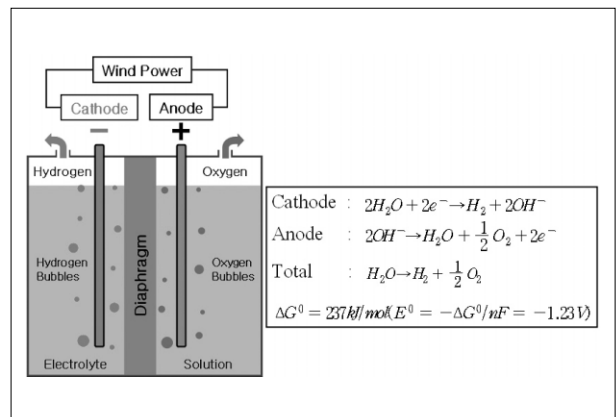 Wind Power
Cathode
Anode
−
+
Hydrogen
Oxygen
Hydrogen
Bubbles
Diaphragm
Oxygen
Bubbles
Electrolyte
Solution
Cathode : 2H₂O + 2e⁻ → H₂ + 2OH⁻
Anode : 2OH⁻ → H₂O + ½ O₂ + 2e⁻
Total : H₂O → H₂ + ½ O₂
ΔG⁰ = 237kJ/mol(E⁰ = −ΔG⁰/nF = −1.23V)